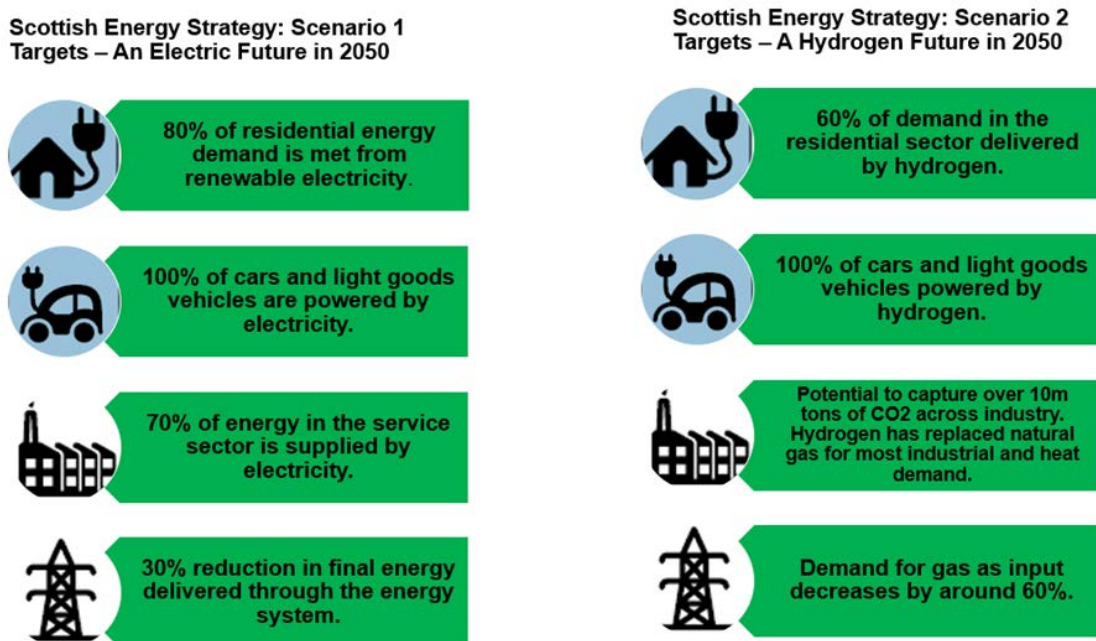 Scottish Energy Strategy: Scenario 1
Targets – An Electric Future in 2050
80% of residential energy
demand is met from
renewable electricity.
100% of cars and light goods
vehicles are powered by
electricity.
70% of energy in the service
sector is supplied by
electricity.
30% reduction in final energy
delivered through the energy
system.
Scottish Energy Strategy: Scenario 2
Targets – A Hydrogen Future in 2050
60% of demand in the
residential sector delivered
by hydrogen.
100% of cars and light goods
vehicles powered by
hydrogen.
Potential to capture over 10m
tons of CO2 across industry.
Hydrogen has replaced natural
gas for most industrial and heat
demand.
Demand for gas as input
decreases by around 60%.